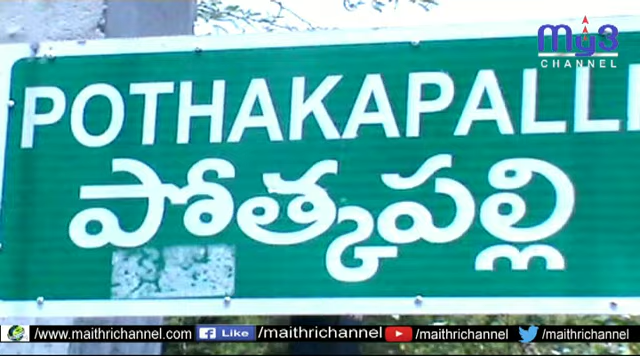 My3
CHANNEL
POTHAKAPALLI
పోత్కపల్లి
/www.maithrichannel.com Like /maithrichannel /maithrichannel /maithrichannel